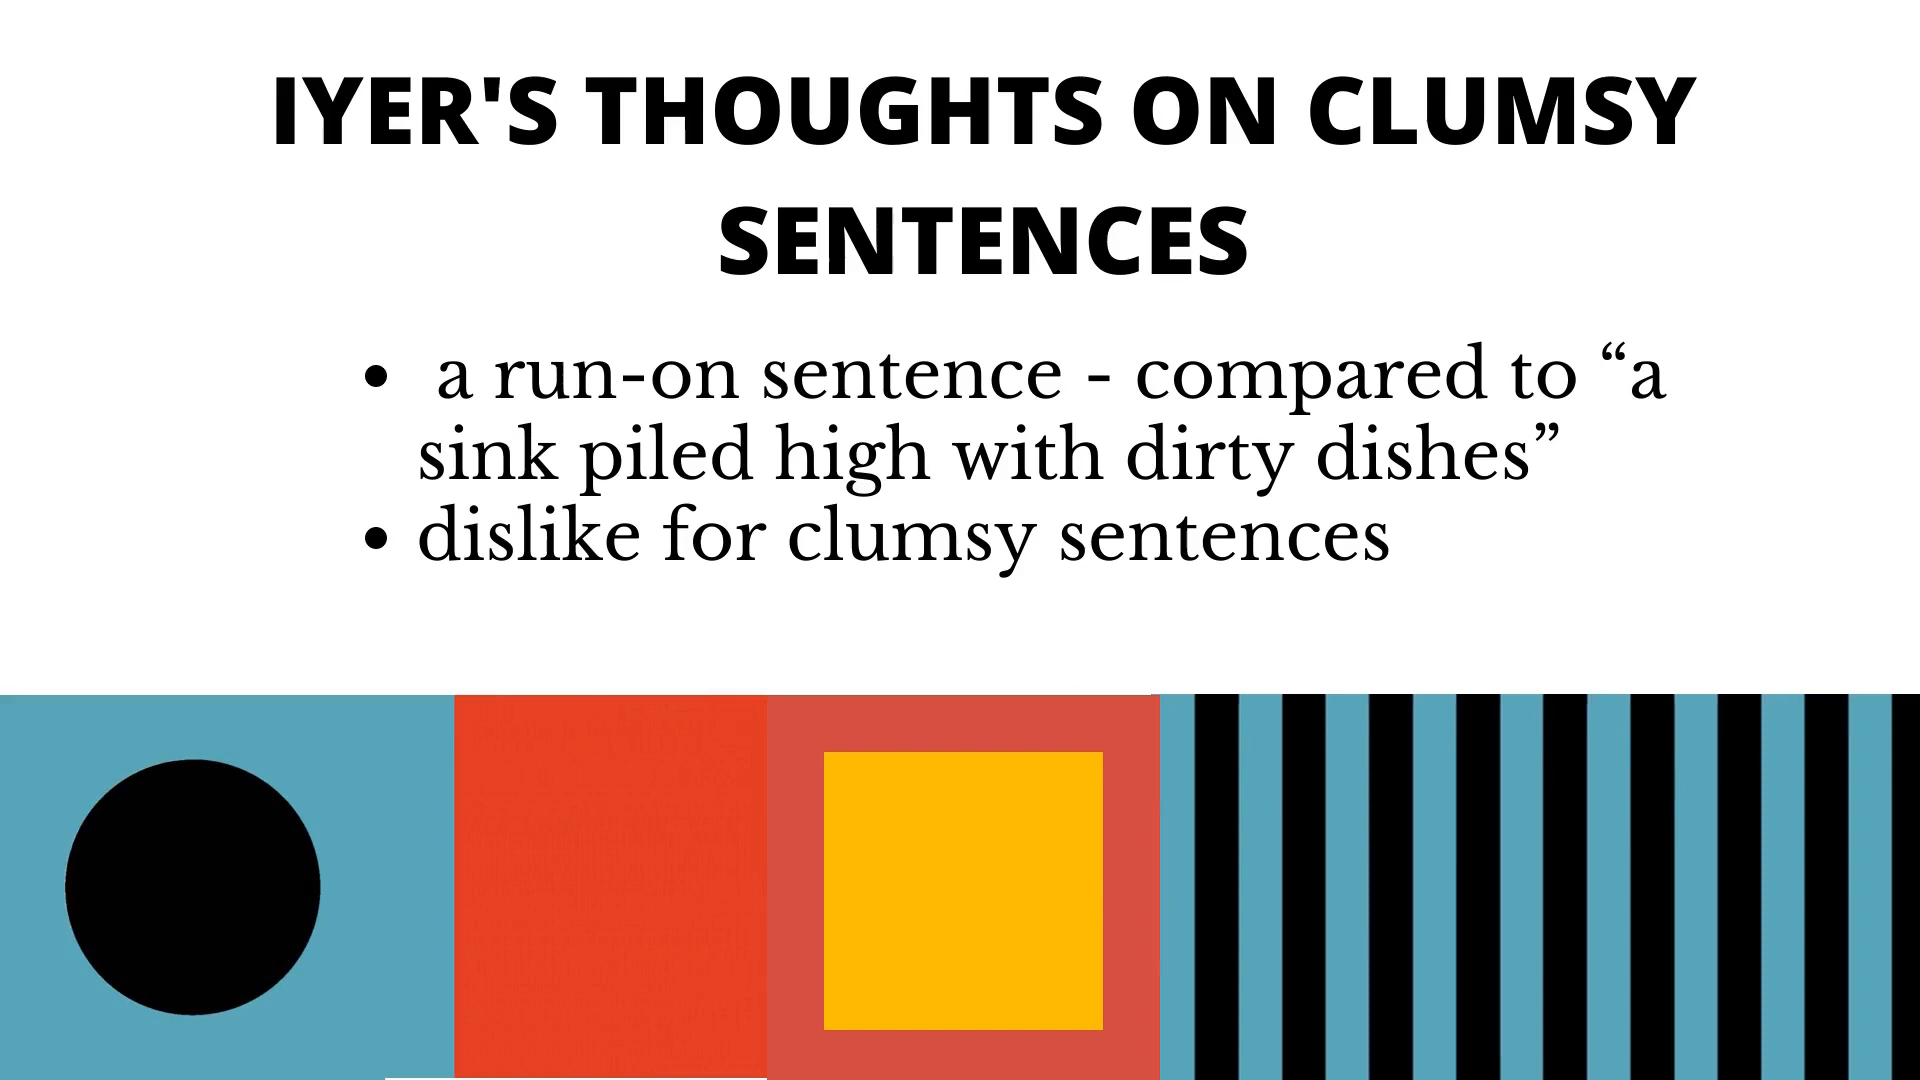 IYER'S THOUGHTS ON CLUMSY
SENTENCES
• a run-on sentence - compared to “a
sink piled high with dirty dishes”
• dislike for clumsy sentences